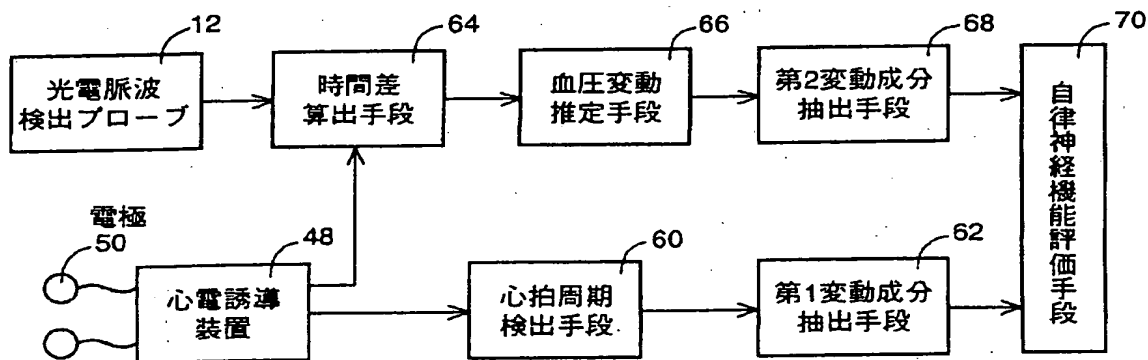 12
光電脈波
検出プローブ
64
時間差
算出手段
66
血圧変動
推定手段
68
第2変動成分
抽出手段
70
自律神経機能評価手段
電極
50
48
心電誘導
装置
60
心拍周期
検出手段
62
第1変動成分
抽出手段